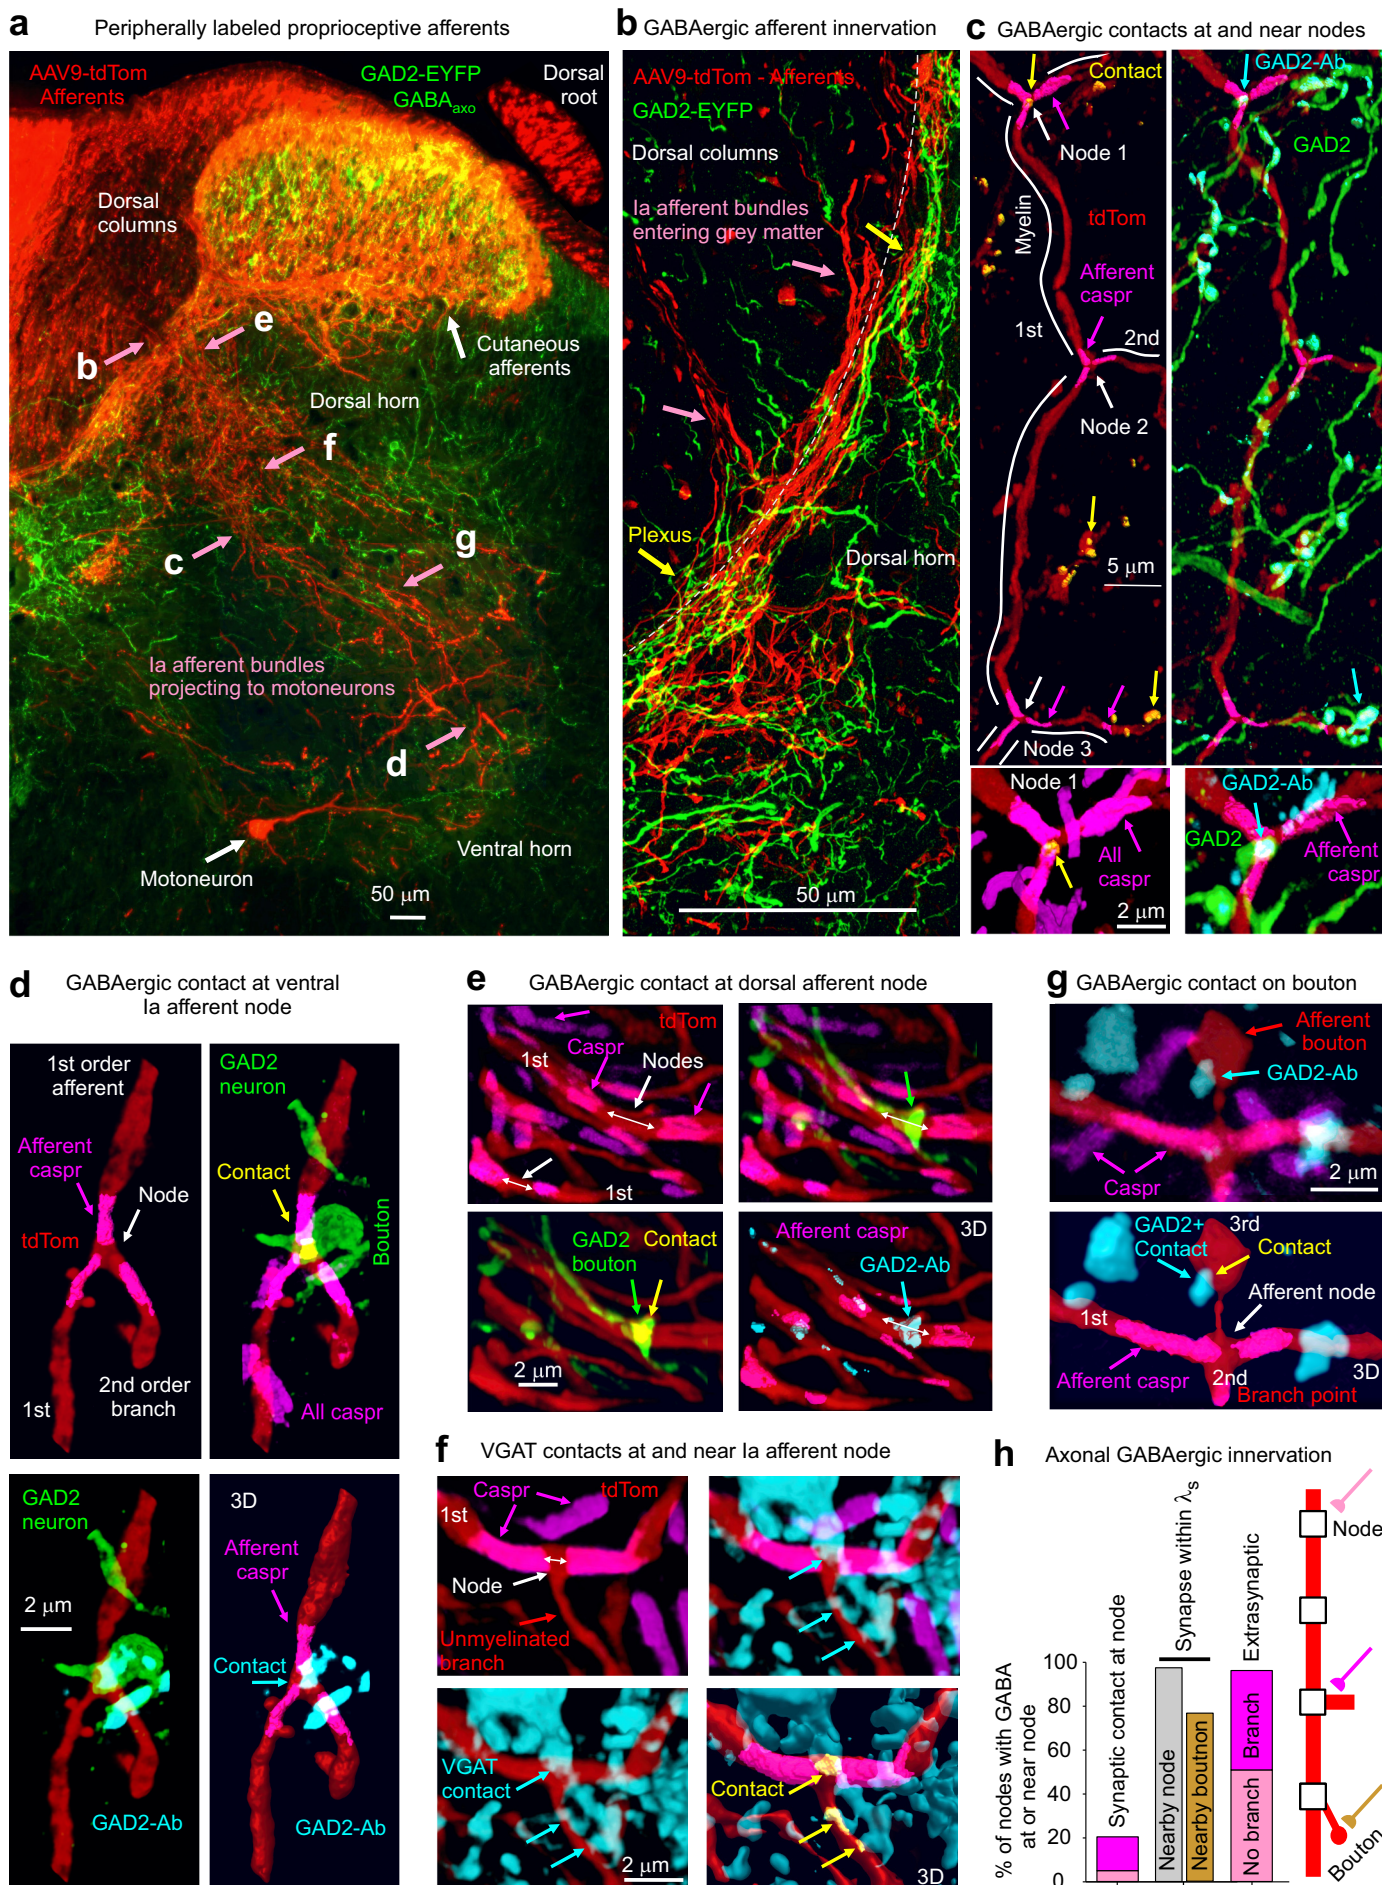 a Peripherally labeled proprioceptive afferents
AAV9-tdTom
Afferents
GAD2-EYFP
GABAaxo
Dorsal
root
Dorsal
columns
e
b
Cutaneous
afferents
Dorsal horn
f
g
c
Ia afferent bundles
projecting to motoneurons
d
Ventral horn
Motoneuron
50 μm
b GABAergic afferent innervation
AAV9-tdTom - Afferents
GAD2-EYFP
Dorsal columns
Ia afferent bundles
entering grey matter
Plexus
Dorsal horn
50 μm
c GABAergic contacts at and near nodes
Contact
GAD2-Ab
Node 1
GAD2
Myelin
tdTom
Afferent
caspr
1st
2nd
Node 2
5 μm
Node 3
Node 1
All
caspr
2 μm
GAD2-Ab
GAD2
Afferent
caspr
d GABAergic contact at ventral
Ia afferent node
1st order
afferent
Afferent
caspr
Node
tdTom
2nd order
branch
1st
GAD2
neuron
Contact
Bouton
All caspr
GAD2
neuron
2 μm
GAD2-Ab
3D
Afferent
caspr
Contact
GAD2-Ab
e GABAergic contact at dorsal afferent node
tdTom
1st
Caspr
Nodes
1st
GAD2
bouton
Contact
2 μm
Afferent caspr
3D
GAD2-Ab
f VGAT contacts at and near Ia afferent node
Caspr
tdTom
1st
Node
Unmyelinated
branch
VGAT
contact
2 μm
Contact
3D
g GABAergic contact on bouton
Afferent
bouton
GAD2-Ab
Caspr
2 μm
GAD2+
Contact
3rd
Contact
Afferent node
1st
Afferent caspr
2nd
3D
Branch point
h Axonal GABAergic innervation
% of nodes with GABA
at or near node
100
80
60
40
20
0
Synaptic contact at node
Synapse within λs
Nearby node
Nearby boutnon
Extrasynaptic
Branch
No branch
Node
Bouton